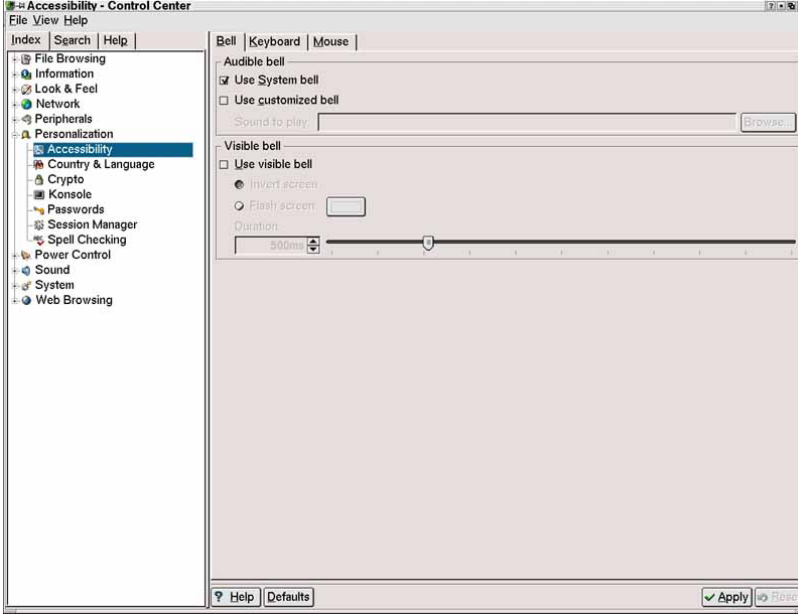 Accessibility - Control Center
File View Help
Index Search Help
File Browsing
Information
Look & Feel
Network
Peripherals
Personalization
Accessibility
Country & Language
Crypto
Konsole
Passwords
Session Manager
Spell Checking
Power Control
Sound
System
Web Browsing
Bell Keyboard Mouse
Audible bell
Use System bell
Use customized bell
Sound to play: Browse...
Visible bell
Use visible bell
Invert screen
Flash screen
Duration:
500ms
? Help Defaults Apply Rese